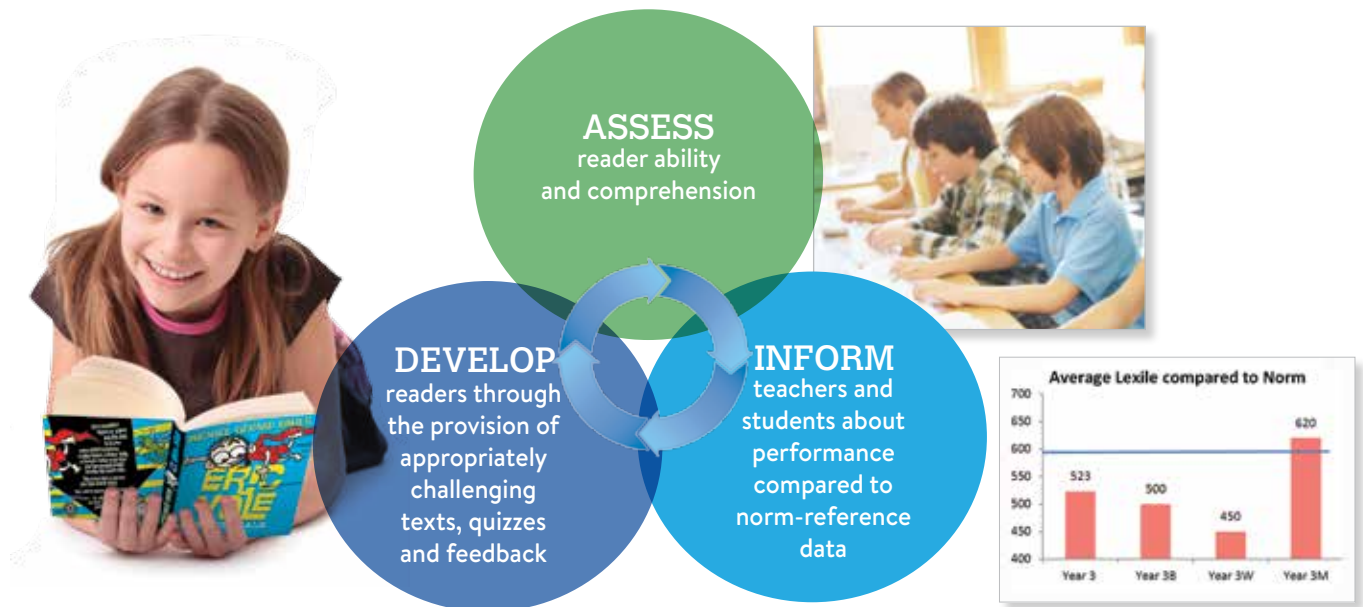 ASSESS
reader ability
and comprehension
DEVELOP
readers through
the provision of
appropriately
challenging
texts, quizzes
and feedback
INFORM
teachers and
students about
performance
compared to
norm-reference
data
Average Lexile compared to Norm
700
600
550
500
450
400
523
500
450
620
Year 3
Year 3B
Year 3W
Year 3M
ERIC